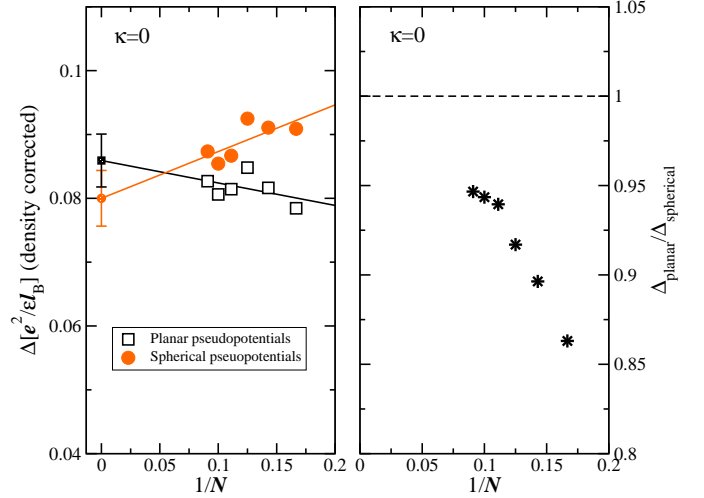 κ=0
Δ[e²/εl_B] (density corrected)
0.1
0.08
0.06
0.04
Planar pseudopotentials
Spherical pseuopotentials
0
0.05
0.1
0.15
0.2
1/N
κ=0
1.05
1
0.95
0.9
0.85
0.8
Δ_planar/Δ_spherical
0
0.05
0.1
0.15
0.2
1/N